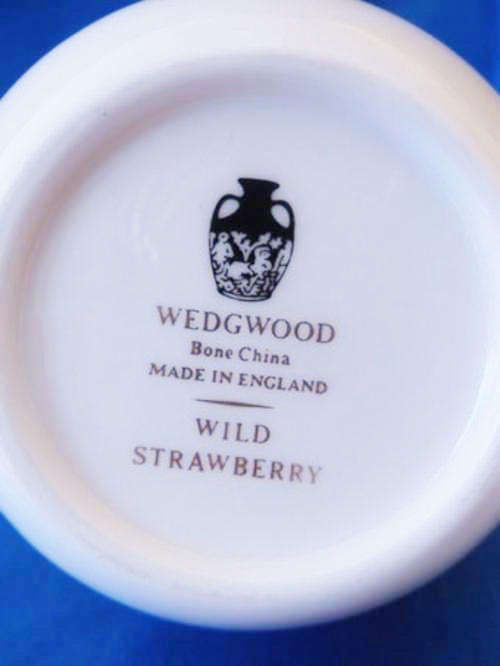 WEDGWOOD
Bone China
MADE IN ENGLAND
WILD
STRAWBERRY